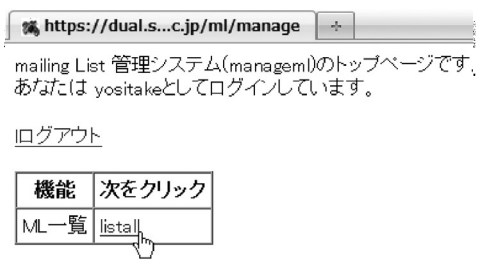 https://dual.s...c.jp/ml/manage
mailing List 管理システム(manageml)のトップページです.
あなたは yositakeとしてログインしています。
ログアウト
機能 次をクリック
ML一覧 listall